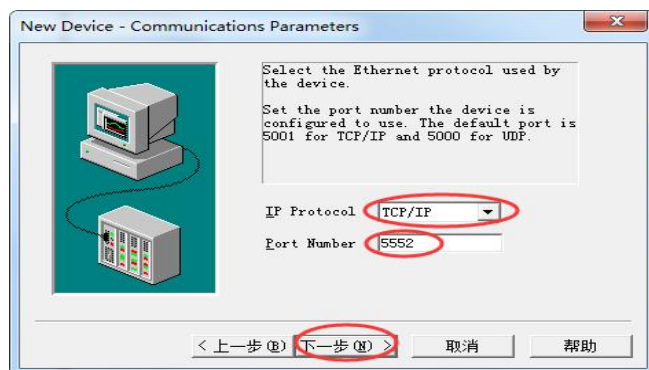 New Device - Communications Parameters
Select the Ethernet protocol used by
the device.
Set the port number the device is
configured to use. The default port is
5001 for TCP/IP and 5000 for UDP.
IP Protocol TCP/IP
Port Number 5552
< 上一步(B) 下一步(N) > 取消 帮助